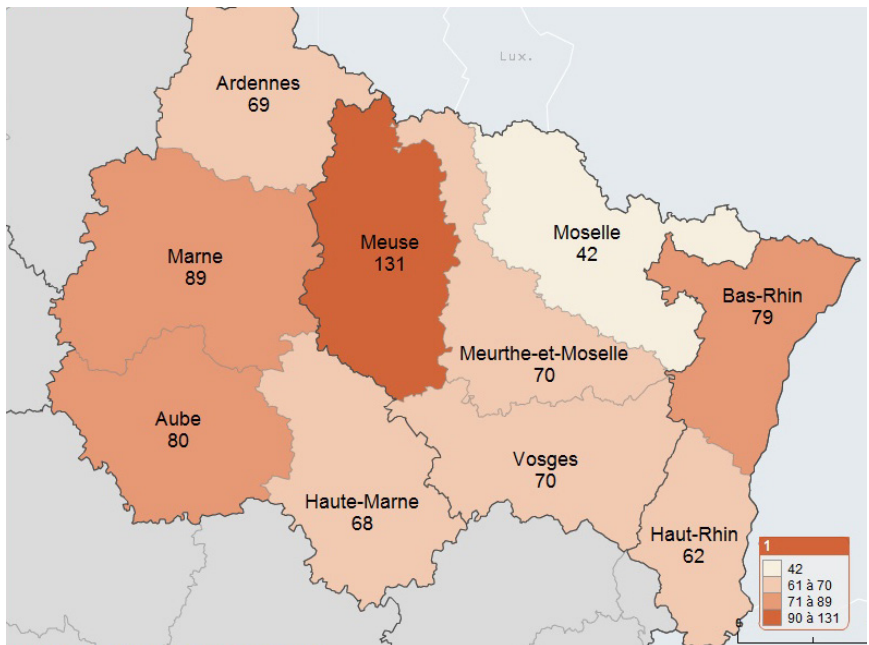 Lux.
Ardennes
69
Meuse
131
Moselle
42
Marne
89
Bas-Rhin
79
Meurthe-et-Moselle
70
Aube
80
Vosges
70
Haute-Marne
68
Haut-Rhin
62
1
42
61 à 70
71 à 89
90 à 131